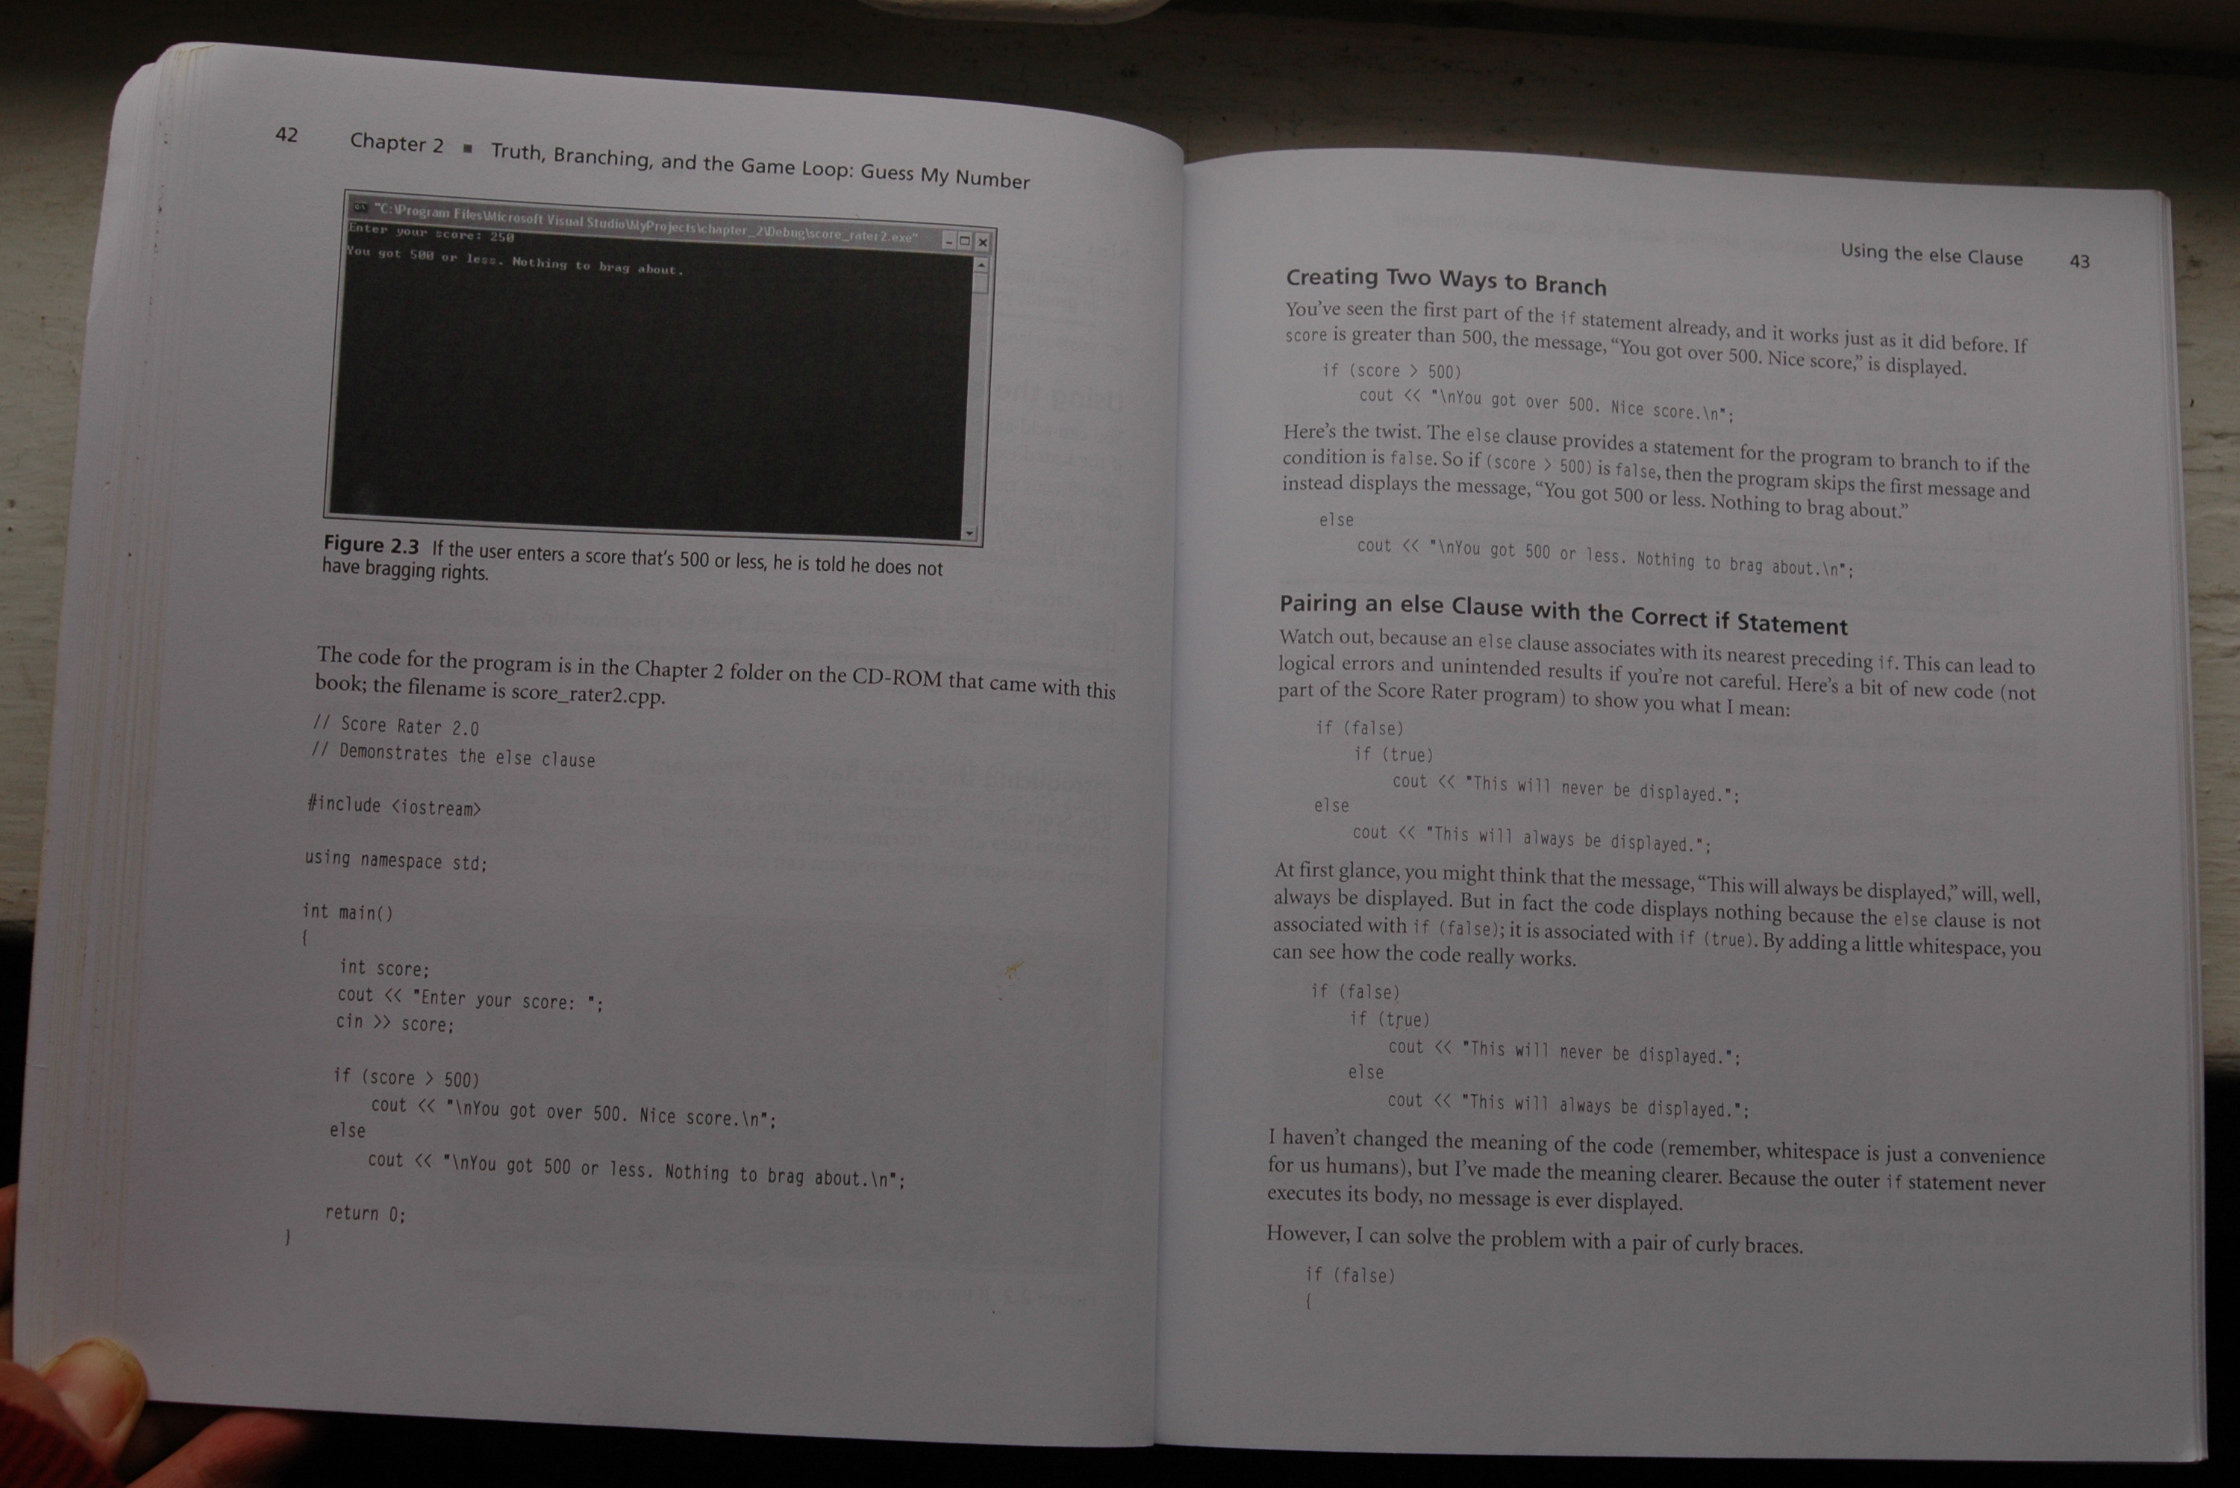 42 Chapter 2 ■ Truth, Branching, and the Game Loop: Guess My Number
"C:\Program Files\Microsoft Visual Studio\MyProjects\chapter_2\Debug\score_rater2.exe"
Enter your score: 250
You got 500 or less. Nothing to brag about.
Figure 2.3 If the user enters a score that's 500 or less, he is told he does not
have bragging rights.
The code for the program is in the Chapter 2 folder on the CD-ROM that came with this
book; the filename is score_rater2.cpp.
// Score Rater 2.0
// Demonstrates the else clause
#include <iostream>
using namespace std;
int main()
{
int score;
cout << "Enter your score: ";
cin >> score;
if (score > 500)
cout << "\nYou got over 500. Nice score.\n";
else
cout << "\nYou got 500 or less. Nothing to brag about.\n";
return 0;
}
Using the else Clause 43
Creating Two Ways to Branch
You've seen the first part of the if statement already, and it works just as it did before. If
score is greater than 500, the message, “You got over 500. Nice score,” is displayed.
if (score > 500)
cout << "\nYou got over 500. Nice score.\n";
Here's the twist. The else clause provides a statement for the program to branch to if the
condition is false. So if (score > 500) is false, then the program skips the first message and
instead displays the message, “You got 500 or less. Nothing to brag about.”
else
cout << "\nYou got 500 or less. Nothing to brag about.\n";
Pairing an else Clause with the Correct if Statement
Watch out, because an else clause associates with its nearest preceding if. This can lead to
logical errors and unintended results if you're not careful. Here's a bit of new code (not
part of the Score Rater program) to show you what I mean:
if (false)
if (true)
cout << "This will never be displayed.";
else
cout << "This will always be displayed.";
At first glance, you might think that the message, “This will always be displayed,” will, well,
always be displayed. But in fact the code displays nothing because the else clause is not
associated with if (false); it is associated with if (true). By adding a little whitespace, you
can see how the code really works.
if (false)
if (true)
cout << "This will never be displayed.";
else
cout << "This will always be displayed.";
I haven't changed the meaning of the code (remember, whitespace is just a convenience
for us humans), but I've made the meaning clearer. Because the outer if statement never
executes its body, no message is ever displayed.
However, I can solve the problem with a pair of curly braces.
if (false)
{